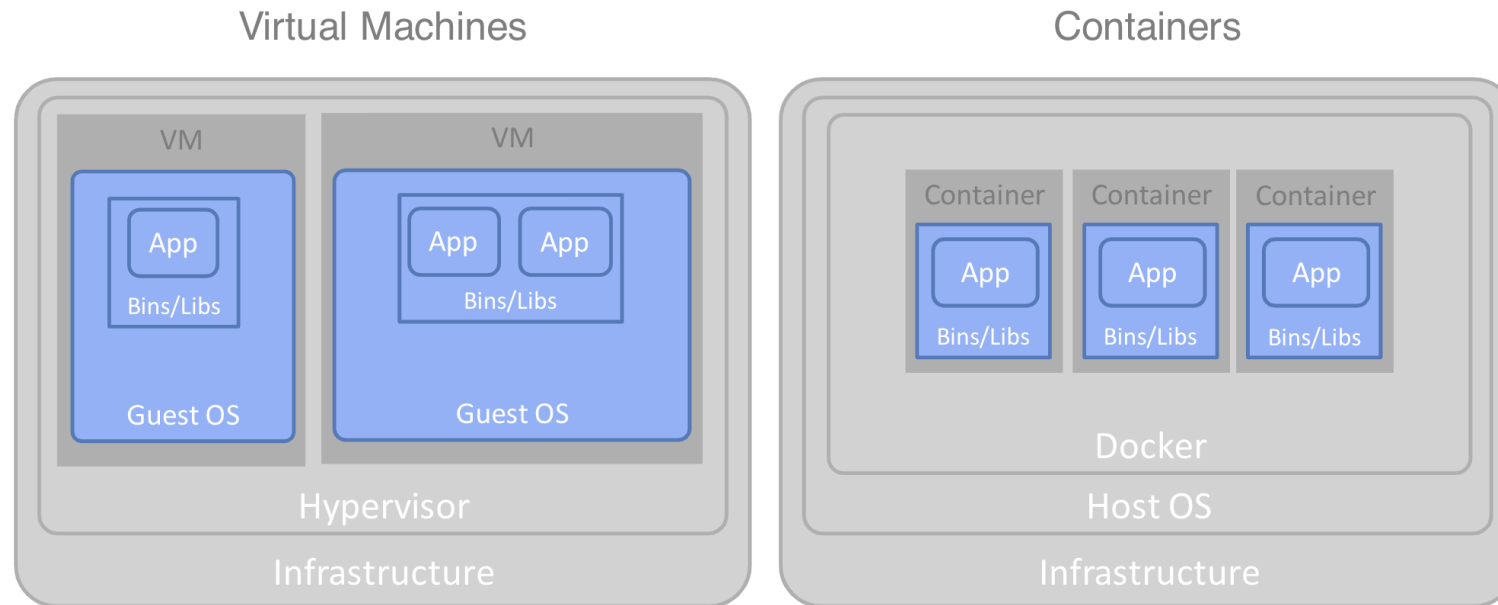 Virtual Machines
VM
App
Bins/Libs
Guest OS
VM
App App
Bins/Libs
Guest OS
Hypervisor
Infrastructure
Containers
Container
App
Bins/Libs
Container
App
Bins/Libs
Container
App
Bins/Libs
Docker
Host OS
Infrastructure